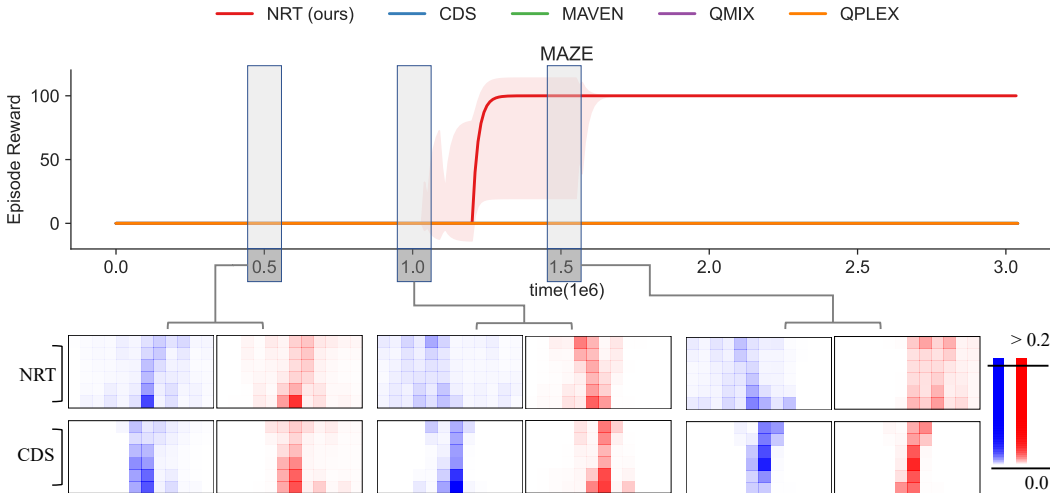 NRT (ours) CDS MAVEN QMIX QPLEX
MAZE
Episode Reward
100
50
0
0.0 0.5 1.0 1.5 2.0 2.5 3.0
time(1e6)
> 0.2
NRT
CDS
0.0